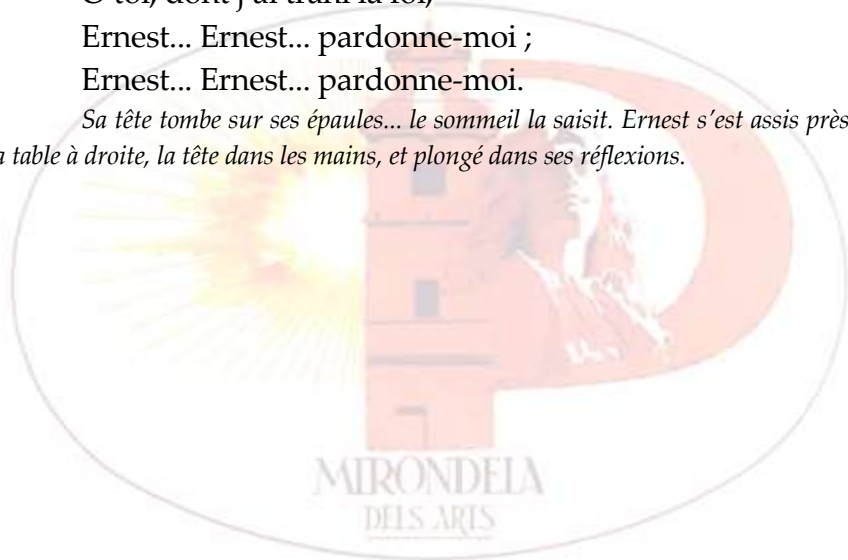 Ernest... Ernest... pardonne-moi ;
Ernest... Ernest... pardonne-moi.
Sa tête tombe sur ses épaules... le sommeil la saisit. Ernest s’est assis près
table à droite, la tête dans les mains, et plongé dans ses réflexions.
MIRONDELA
DELS ARTS